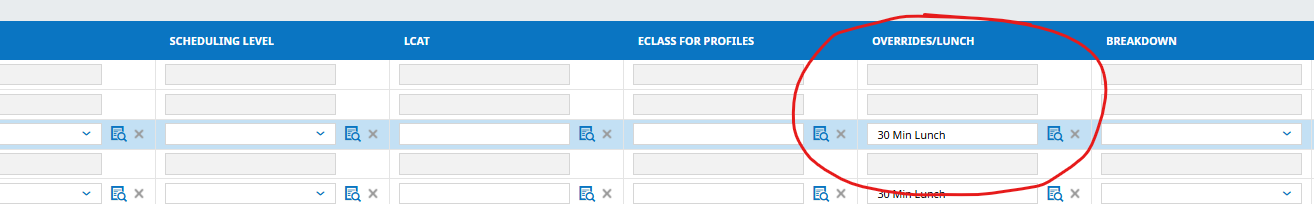 SCHEDULING LEVEL LCAT ECLASS FOR PROFILES OVERRIDES/LUNCH BREAKDOWN
30 Min Lunch
30 Min Lunch